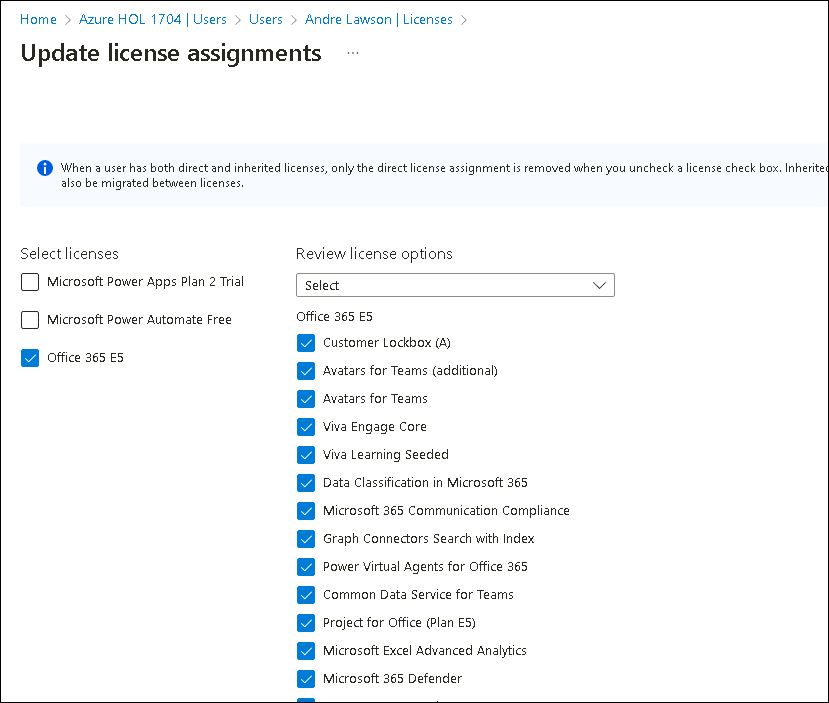 Home > Azure HOL 1704 | Users > Users > Andre Lawson | Licenses >
Update license assignments ...
When a user has both direct and inherited licenses, only the direct license assignment is removed when you uncheck a license check box. Inherited
also be migrated between licenses.
Select licenses
Microsoft Power Apps Plan 2 Trial
Microsoft Power Automate Free
Office 365 E5
Review license options
Select
Office 365 E5
Customer Lockbox (A)
Avatars for Teams (additional)
Avatars for Teams
Viva Engage Core
Viva Learning Seeded
Data Classification in Microsoft 365
Microsoft 365 Communication Compliance
Graph Connectors Search with Index
Power Virtual Agents for Office 365
Common Data Service for Teams
Project for Office (Plan E5)
Microsoft Excel Advanced Analytics
Microsoft 365 Defender